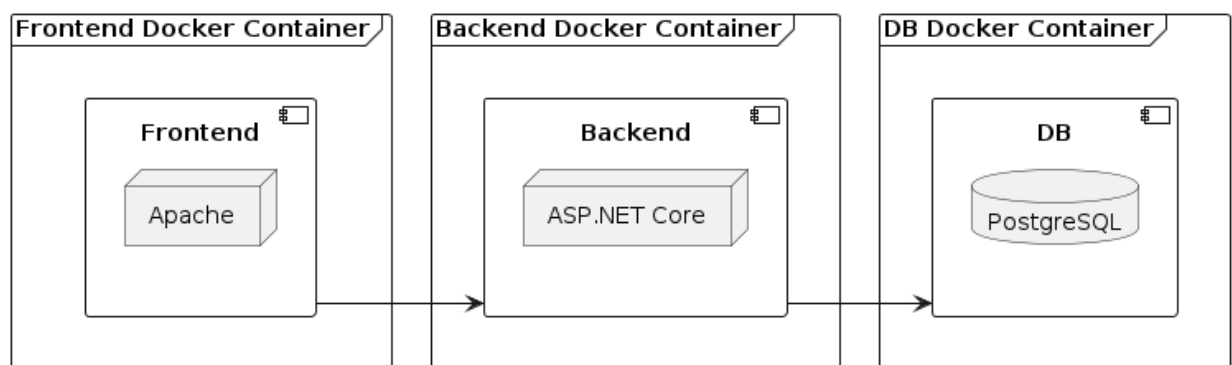 Frontend Docker Container
Backend Docker Container
DB Docker Container
Frontend
Backend
DB
Apache
ASP.NET Core
PostgreSQL